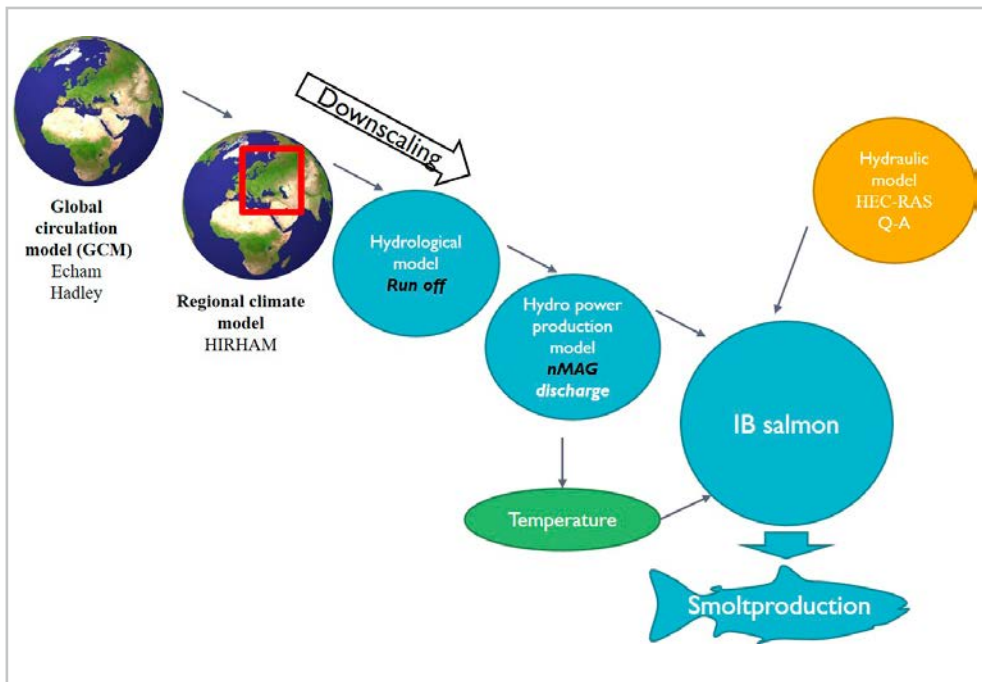 Downscaling
Global
circulation
model (GCM)
Echam
Hadley
Regional climate
model
HIRHAM
Hydrological
model
Run off
Hydro power
production
model
nMAG
discharge
Hydraulic
model
HEC-RAS
Q-A
IB salmon
Temperature
Smoltproduction